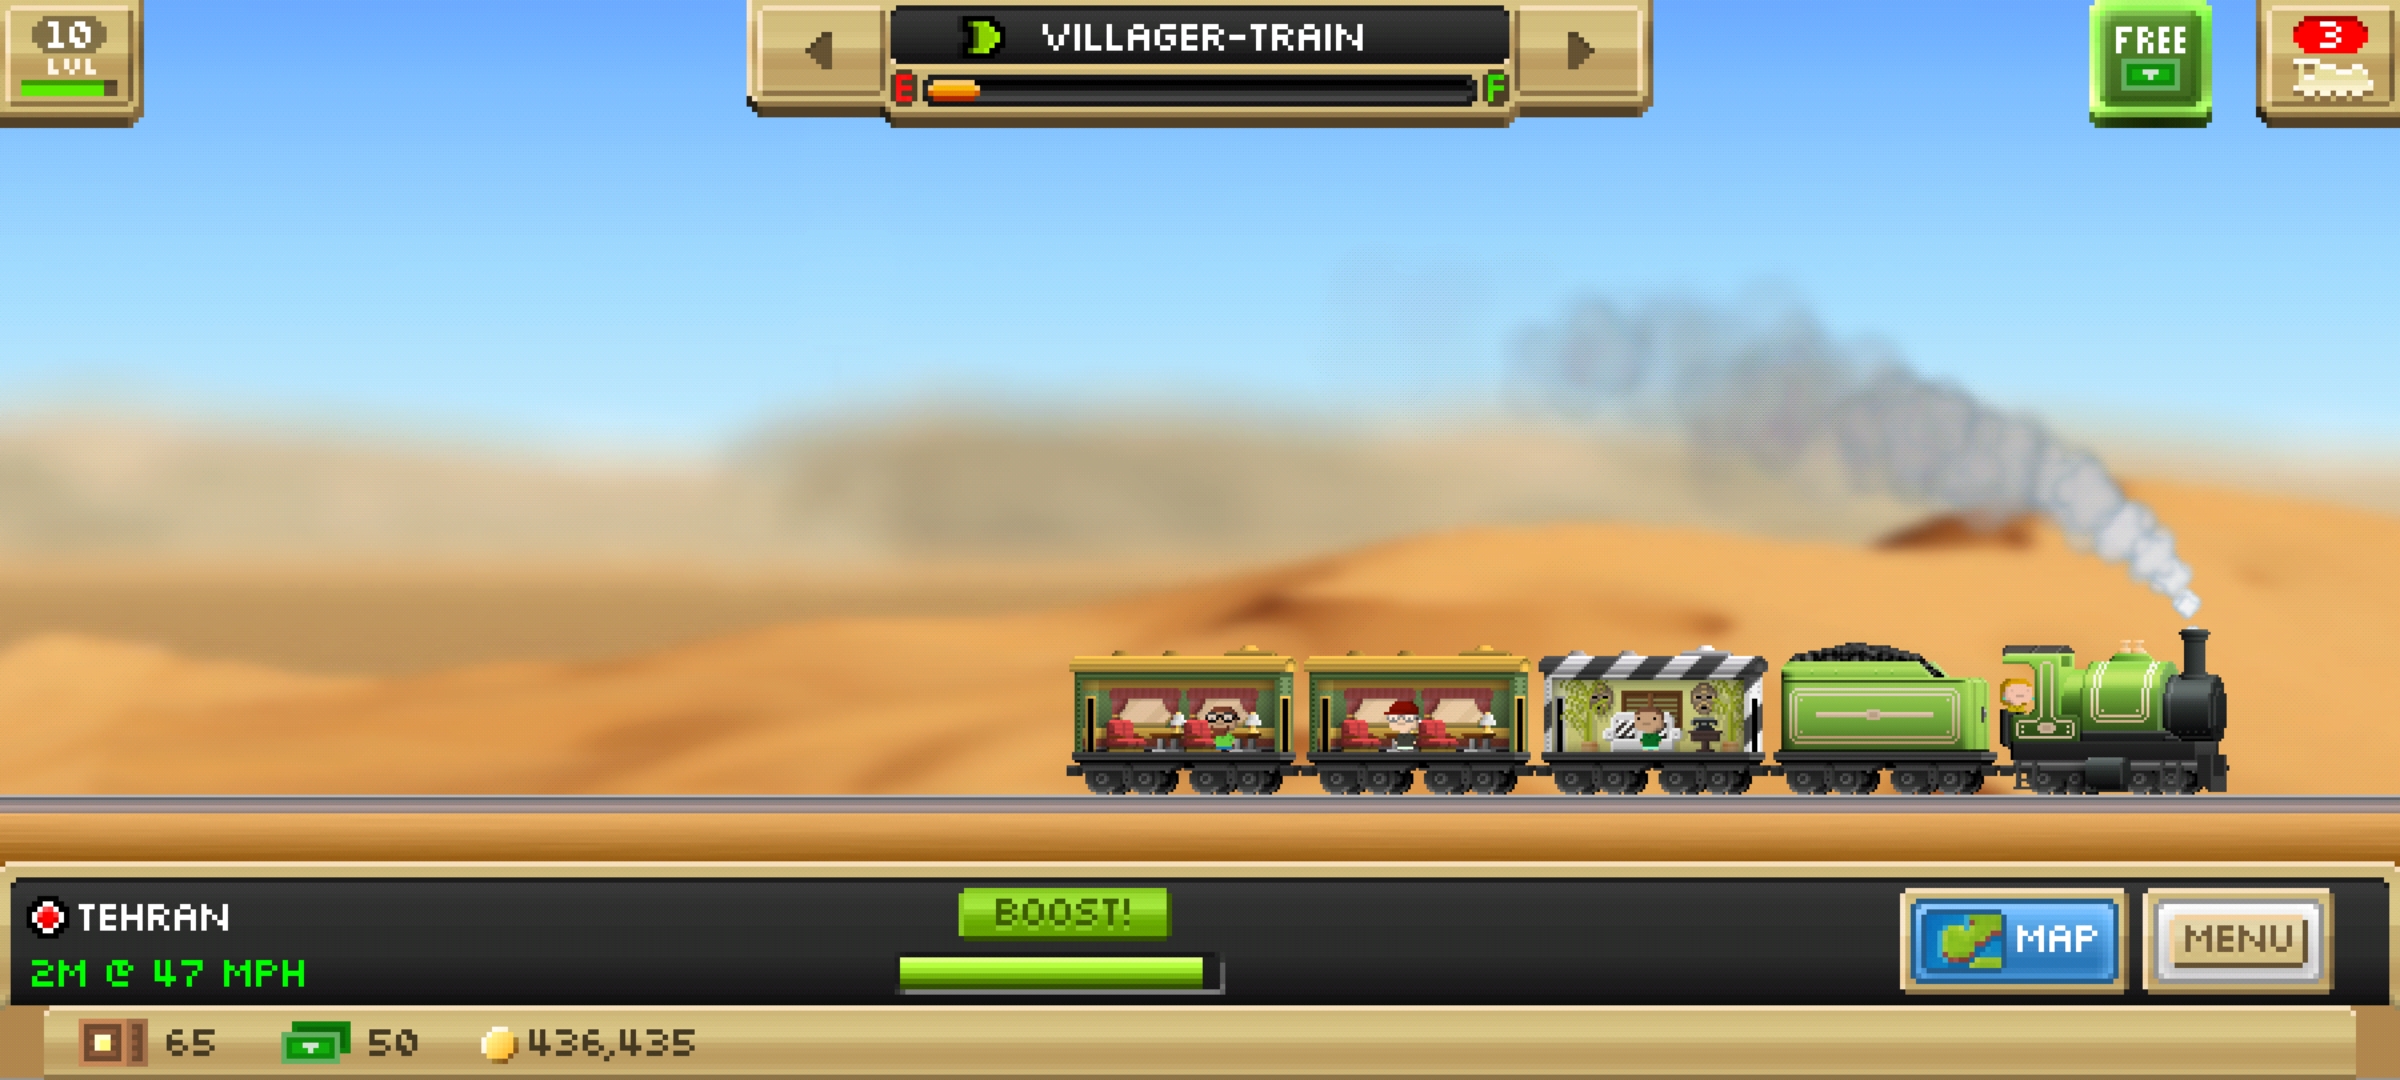 10
LVL
VILLAGER-TRAIN
E F
FREE
3
TEHRAN
2M @ 47 MPH
BOOST!
MAP
MENU
65
50
436,435